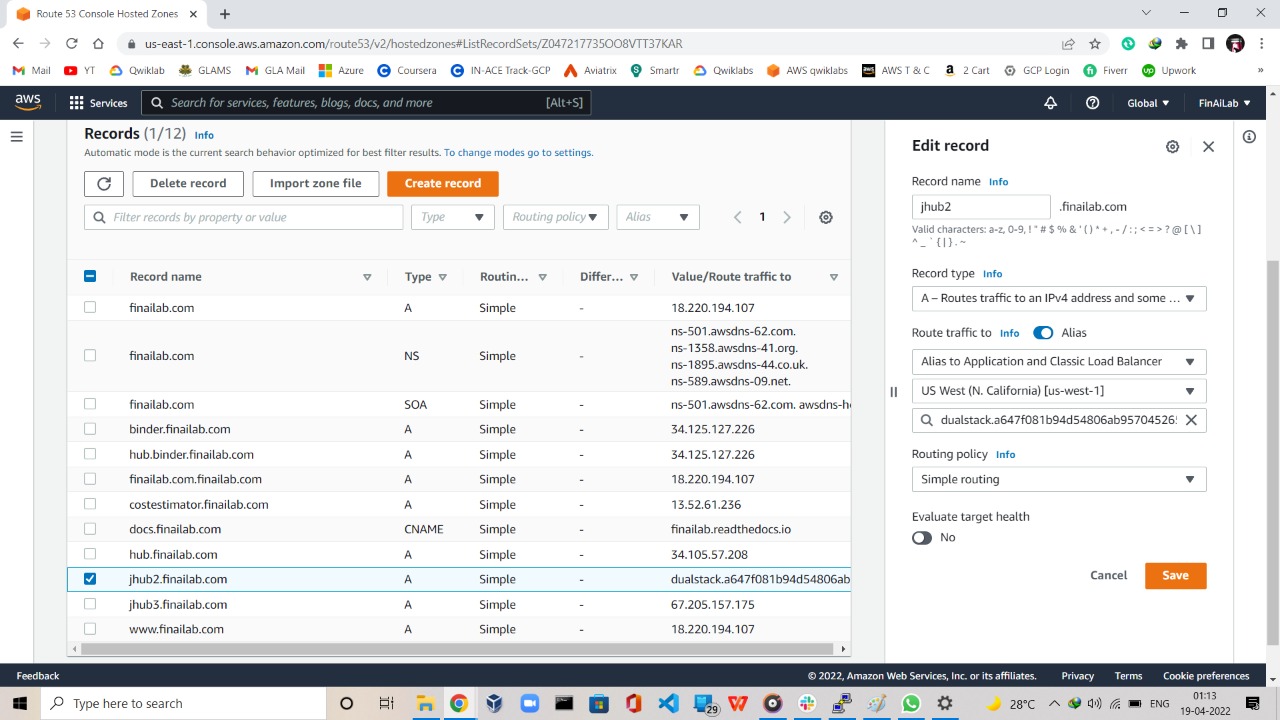 Route 53 Console Hosted Zones
us-east-1.console.aws.amazon.com/route53/v2/hostedzones#ListRecordSets/Z047217735OO8VTT37KAR
Mail YT Qwiklab GLAMS GLA Mail Azure Coursera IN-ACE Track-GCP Aviatrix Smartr Qwiklabs AWS qwiklabs AWS T & C 2 Cart GCP Login Fiverr Upwork »
aws Services Search for services, features, blogs, docs, and more [Alt+S] Global FinAiLab
Records (1/12) Info
Automatic mode is the current search behavior optimized for best filter results. To change modes go to settings.
Delete record Import zone file Create record
Filter records by property or value Type Routing policy Alias 1
Record name Type Routin... Differ... Value/Route traffic to
finailab.com A Simple - 18.220.194.107
ns-501.awsdns-62.com.
ns-1358.awsdns-41.org.
finailab.com NS Simple -
ns-1895.awsdns-44.co.uk.
ns-589.awsdns-09.net.
finailab.com SOA Simple - ns-501.awsdns-62.com. awsdns-h
binder.finailab.com A Simple - 34.125.127.226
hub.binder.finailab.com A Simple - 34.125.127.226
finailab.com.finailab.com A Simple - 18.220.194.107
costestimator.finailab.com A Simple - 13.52.61.236
docs.finailab.com CNAME Simple - finailab.readthedocs.io
hub.finailab.com A Simple - 34.105.57.208
jhub2.finailab.com A Simple - dualstack.a647f081b94d54806ab
jhub3.finailab.com A Simple - 67.205.157.175
www.finailab.com A Simple - 18.220.194.107
Edit record
Record name Info
jhub2 .finailab.com
Valid characters: a-z, 0-9, ! " # $ % & ' ( ) * + , - / : ; < = > ? @ [ \ ]
^ _ ` { | } . ~
Record type Info
A – Routes traffic to an IPv4 address and some ...
Route traffic to Info Alias
Alias to Application and Classic Load Balancer
US West (N. California) [us-west-1]
dualstack.a647f081b94d54806ab95704526
Routing policy Info
Simple routing
Evaluate target health
No
Cancel Save
Feedback © 2022, Amazon Web Services, Inc. or its affiliates. Privacy Terms Cookie preferences
Type here to search 29 28°C ENG 01:13
19-04-2022